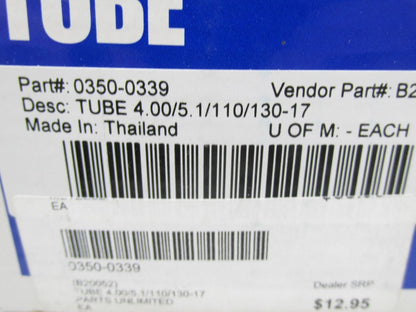 TUBE
Part#: 0350-0339 Vendor Part#: B2
Desc: TUBE 4.00/5.1/110/130-17
Made In: Thailand U OF M: - EACH
EA
0350-0339
(B20052) Dealer SRP
TUBE 4.00/5.1/110/130-17
PARTS UNLIMITED $12.95
EA